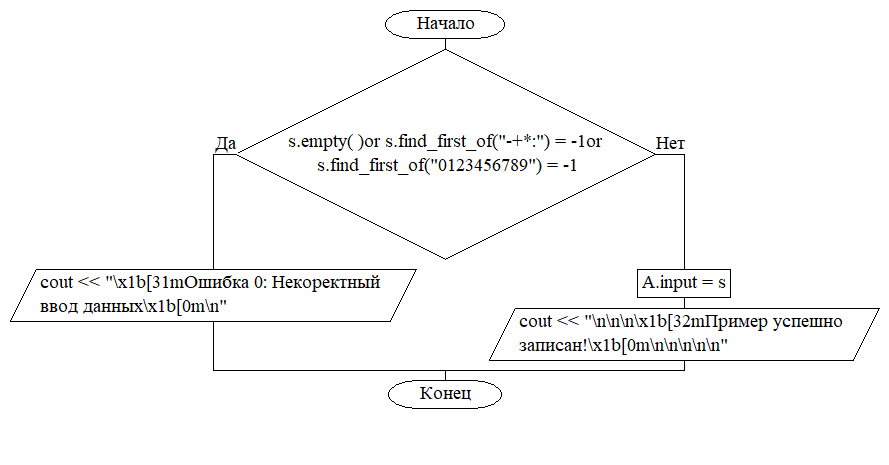 Начало
s.empty( )or s.find_first_of("-+*:") = -1or
s.find_first_of("0123456789") = -1
Да
Нет
cout << "\x1b[31mОшибка 0: Некоректный
ввод данных\x1b[0m\n"
A.input = s
cout << "\n\n\n\x1b[32mПример успешно
записан!\x1b[0m\n\n\n\n\n"
Конец